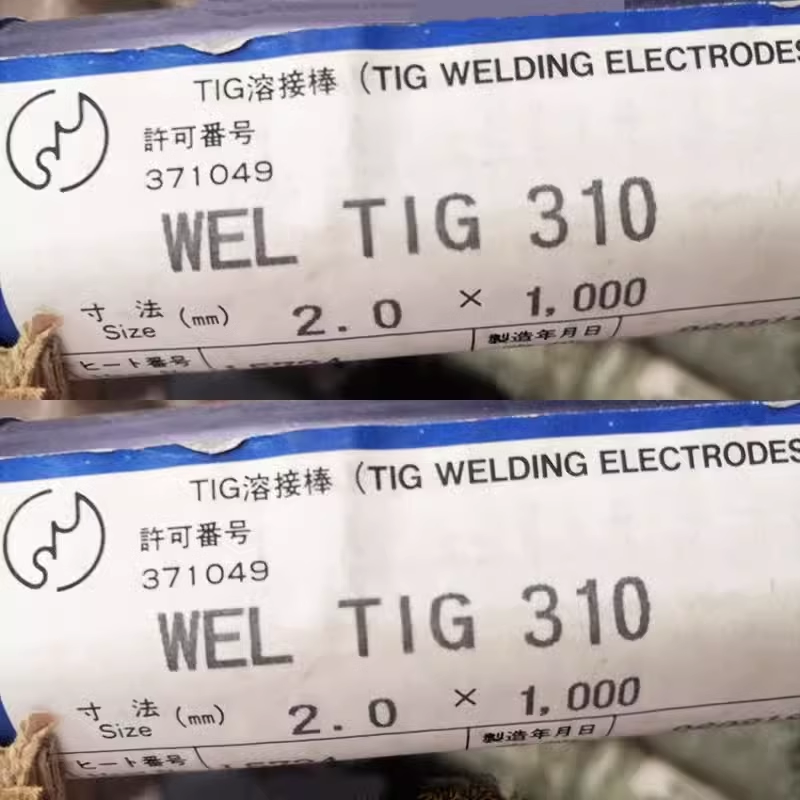 TIG溶接棒 (TIG WELDING ELECTRODES
許可番号
371049
WEL TIG 310
寸 法 (mm) 2.0 × 1,000
Size
製造年月日
ヒート番号
TIG溶接棒 (TIG WELDING ELECTRODES
許可番号
371049
WEL TIG 310
寸 法 (mm) 2.0 × 1,000
Size
製造年月日
ヒート番号